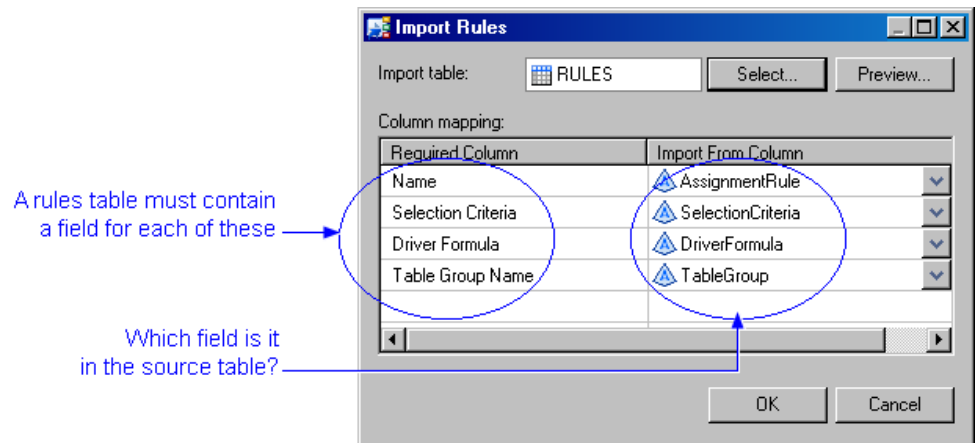 Import Rules
Import table:
RULES
Select...
Preview...
Column mapping:
Required Column
Import From Column
Name
AssignmentRule
Selection Criteria
SelectionCriteria
Driver Formula
DriverFormula
Table Group Name
TableGroup
A rules table must contain
a field for each of these
Which field is it
in the source table?
OK
Cancel